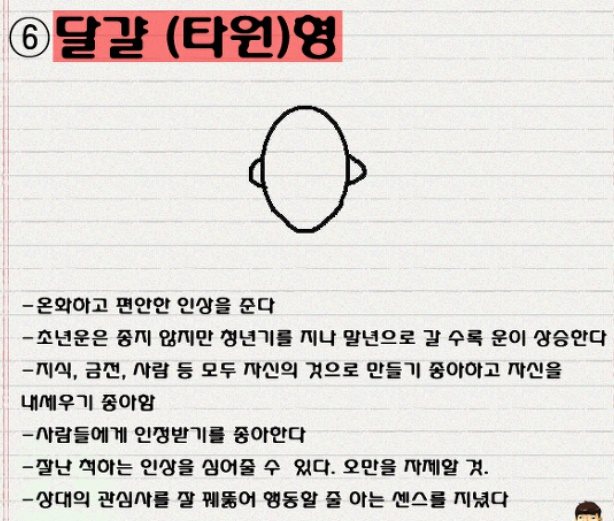 ⑥달걀 (타원)형
-온화하고 편안한 인상을 준다
-초년운은 좋지 않지만 청년기를 지나 말년으로 갈 수록 운이 상승한다
-지식, 금전, 사람 등 모두 자신의 것으로 만들기 좋아하고 자신을
내세우기 좋아함
-사람들에게 인정받기를 좋아한다
-잘난 척하는 인상을 심어줄 수 있다. 오만을 자제할 것.
-상대의 관심사를 잘 꿰뚫어 행동할 줄 아는 센스를 지녔다